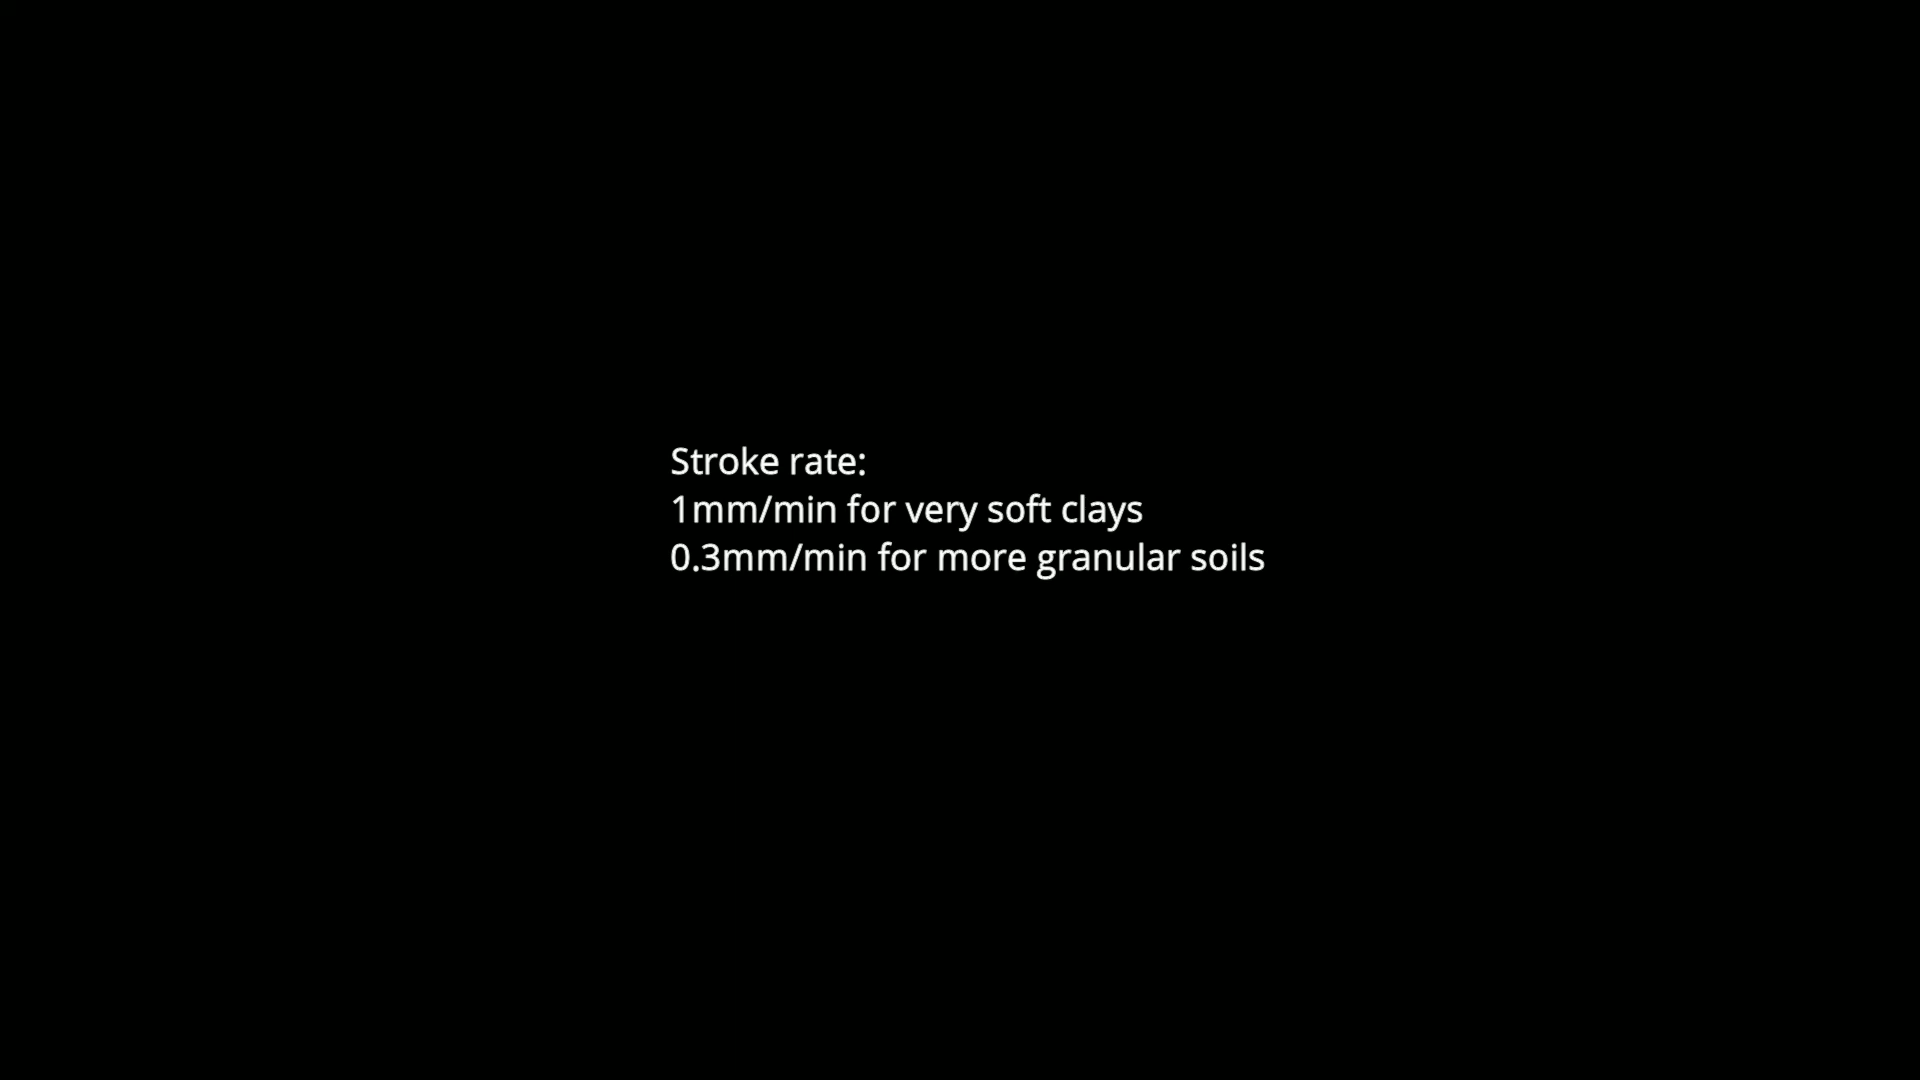 Stroke rate:
1mm/min for very soft clays
0.3mm/min for more granular soils